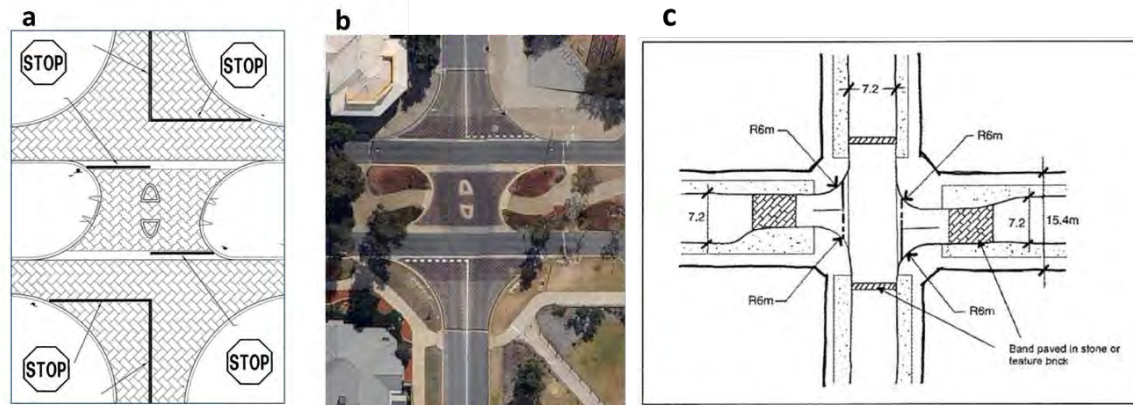 a
STOP
STOP
STOP
STOP
b
c
7.2
R6m
R6m
7.2
7.2
15.4m
R6m
R6m
Band paved in stone or
feature brick